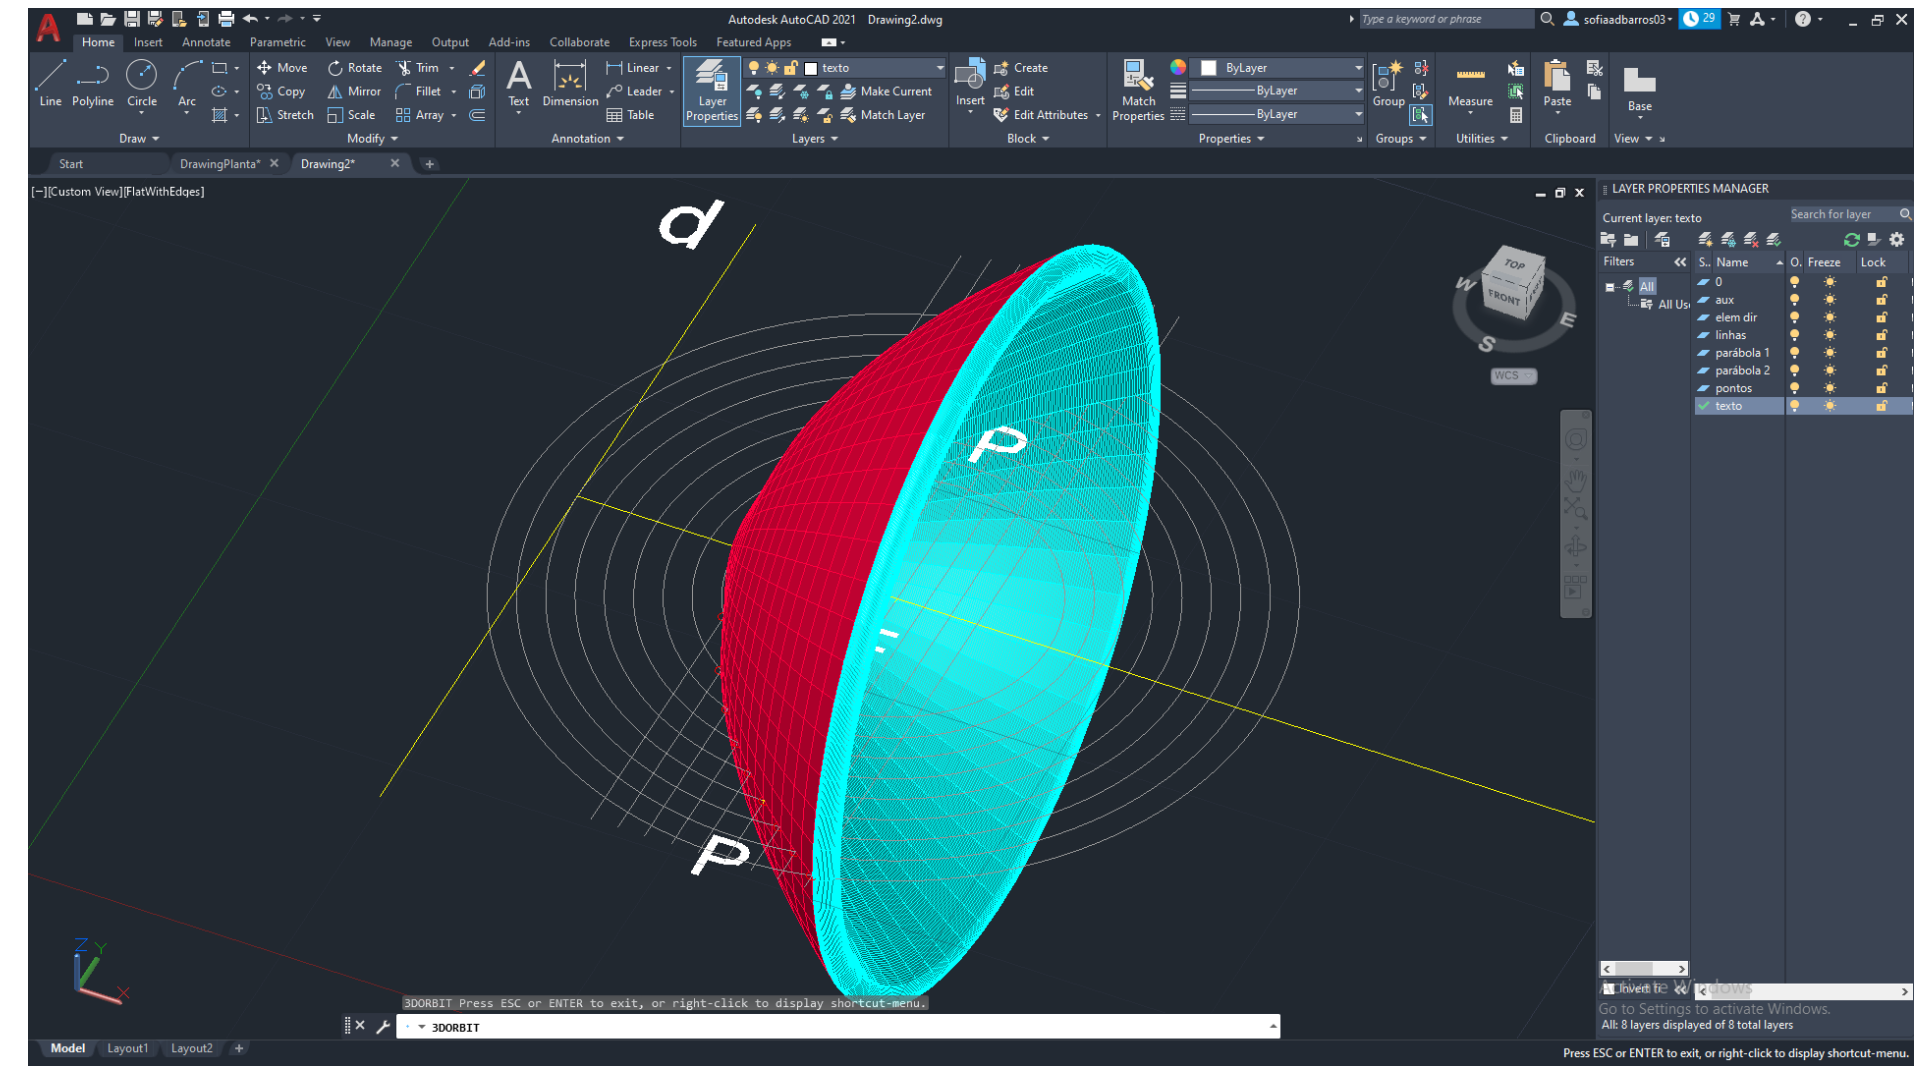 Autodesk AutoCAD 2021 Drawing2.dwg
Type a keyword or phrase
sofiaadbarros03
29
Home Insert Annotate Parametric View Manage Output Add-ins Collaborate Express Tools Featured Apps
Line Polyline Circle Arc
Move Rotate Trim
Copy Mirror Fillet
Stretch Scale Array
Text Dimension
Linear
Leader
Table
Layer Properties
texto
Make Current
Match Layer
Insert
Create
Edit
Edit Attributes
Match Properties
ByLayer
ByLayer
ByLayer
Group
Measure
Paste
Base
Draw Modify Annotation Layers Block Properties Groups Utilities Clipboard View
Start DrawingPlanta* Drawing2*
[−][Custom View][FlatWithEdges]
d
P
P
TOP
FRONT
W
S
E
WCS
Z Y
X
LAYER PROPERTIES MANAGER
Current layer: texto
Search for layer
Filters S.. Name O. Freeze Lock
All
All Us
0
aux
elem dir
linhas
parábola 1
parábola 2
pontos
texto
Activate Windows
Go to Settings to activate Windows.
All: 8 layers displayed of 8 total layers
3DORBIT Press ESC or ENTER to exit, or right-click to display shortcut-menu.
3DORBIT
Model Layout1 Layout2
Press ESC or ENTER to exit, or right-click to display shortcut-menu.